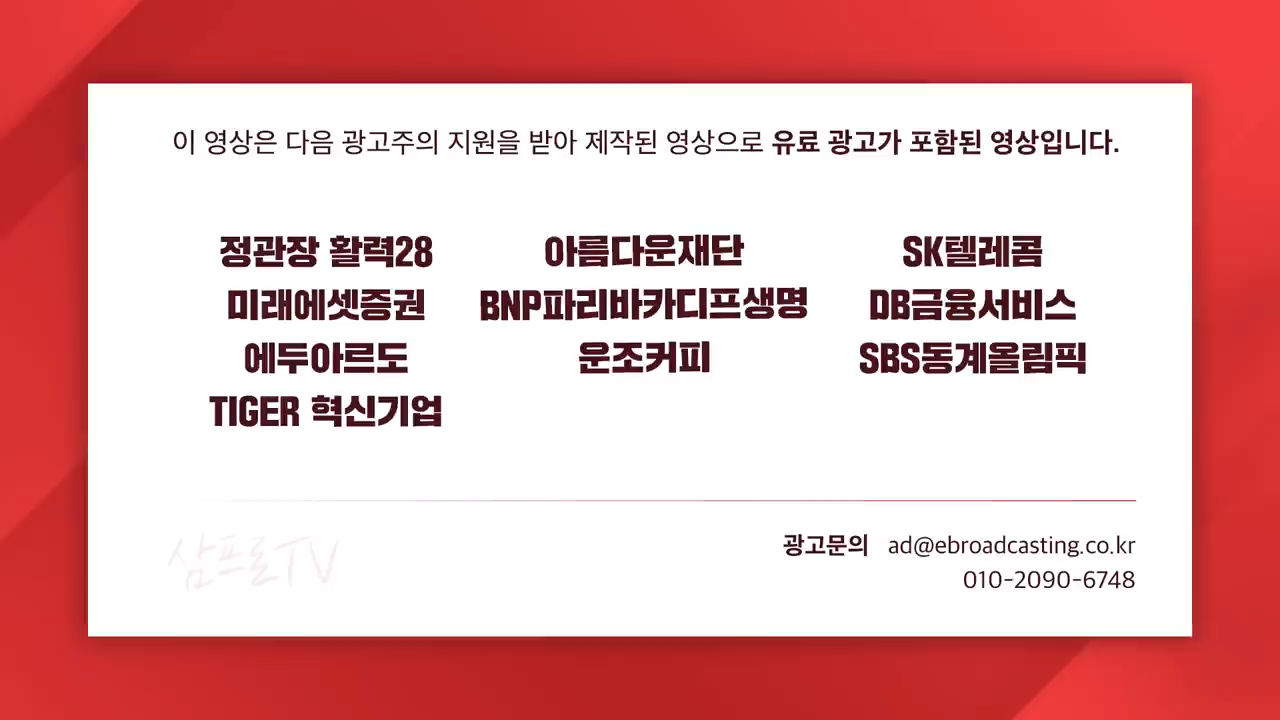 이 영상은 다음 광고주의 지원을 받아 제작된 영상으로 유료 광고가 포함된 영상입니다.
정관장 활력28 아름다운재단 SK텔레콤
미래에셋증권 BNP파리바카디프생명 DB금융서비스
에두아르도 운조커피 SBS동계올림픽
TIGER 혁신기업
삼프로TV
광고문의 ad@ebroadcasting.co.kr
010-2090-6748